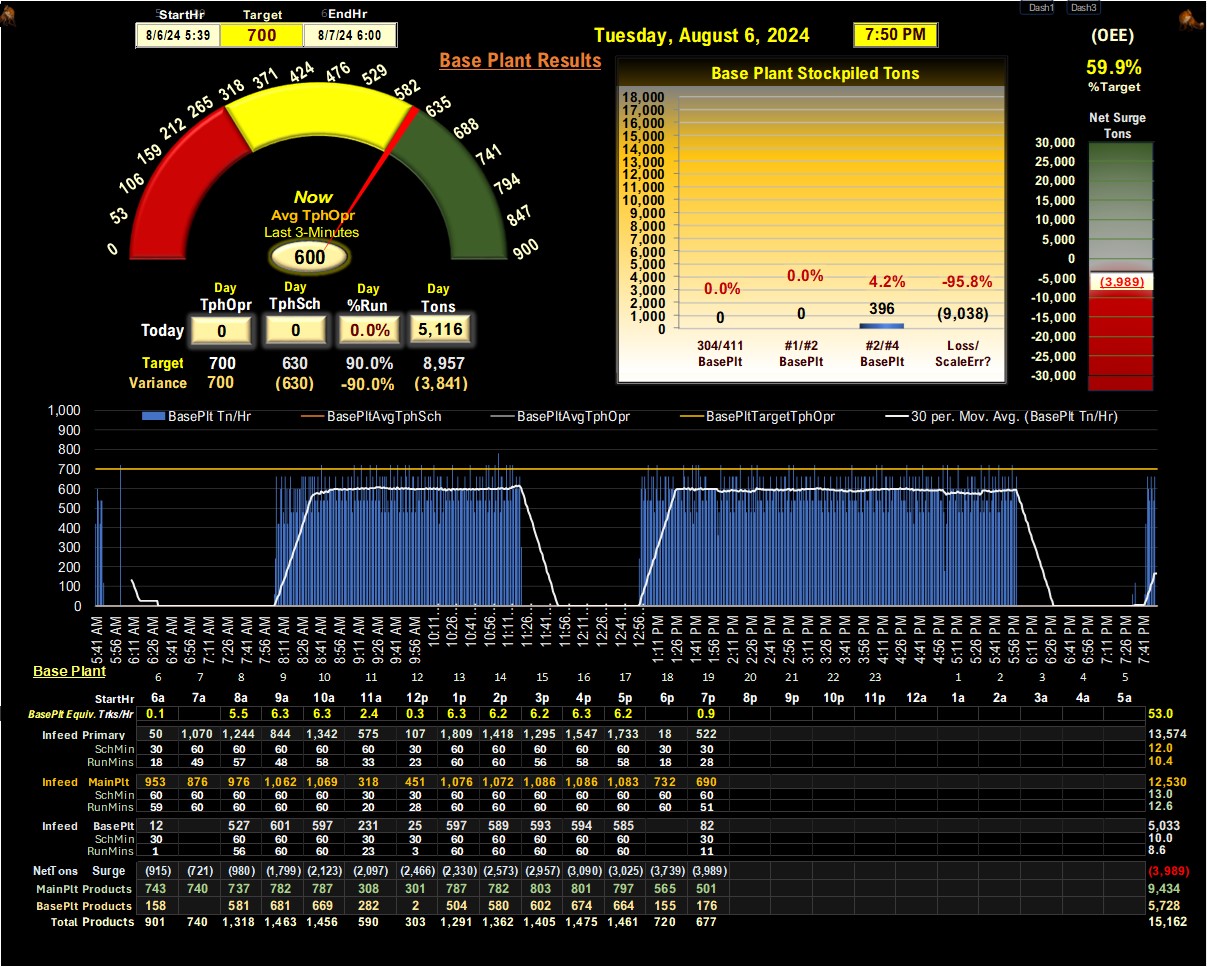 Dash1 Dash3
StartHr Target EndHr
8/6/24 5:39 700 8/7/24 6:00
Tuesday, August 6, 2024 7:50 PM
(OEE)
59.9%
%Target
Base Plant Results
Net Surge
Tons
30,000
25,000
20,000
15,000
10,000
5,000
0
-5,000
-10,000
-15,000
-20,000
-25,000
-30,000
(3,989)
0 53 106 159 212 265 318 371 424 476 529 582 635 688 741 794 847 900
Now
Avg TphOpr
Last 3-Minutes
600
Base Plant Stockpiled Tons
18,000
17,000
16,000
15,000
14,000
13,000
12,000
11,000
10,000
9,000
8,000
7,000
6,000
5,000
4,000
3,000
2,000
1,000
0
0.0% 0.0% 4.2% -95.8%
0 0 396 (9,038)
304/411 #1/#2 #2/#4 Loss/
BasePlt BasePlt BasePlt ScaleErr?
Day Day Day Day
TphOpr TphSch %Run Tons
Today 0 0 0.0% 5,116
Target 700 630 90.0% 8,957
Variance 700 (630) -90.0% (3,841)
BasePlt Tn/Hr BasePltAvgTphSch BasePltAvgTphOpr BasePltTargetTphOpr 30 per. Mov. Avg. (BasePlt Tn/Hr)
1,000
900
800
700
600
500
400
300
200
100
0
5:41 AM 5:56 AM 6:11 AM 6:26 AM 6:41 AM 6:56 AM 7:11 AM 7:26 AM 7:41 AM 7:56 AM 8:11 AM 8:26 AM 8:41 AM 8:56 AM 9:11 AM 9:26 AM 9:41 AM 9:56 AM 10:11... 10:26... 10:41... 10:56... 11:11... 11:26... 11:41... 11:56... 12:11... 12:26... 12:41... 12:56... 1:11 PM 1:26 PM 1:41 PM 1:56 PM 2:11 PM 2:26 PM 2:41 PM 2:56 PM 3:11 PM 3:26 PM 3:41 PM 3:56 PM 4:11 PM 4:26 PM 4:41 PM 4:56 PM 5:11 PM 5:26 PM 5:41 PM 5:56 PM 6:11 PM 6:26 PM 6:41 PM 6:56 PM 7:11 PM 7:26 PM 7:41 PM
Base Plant
6 7 8 9 10 11 12 13 14 15 16 17 18 19 20 21 22 23 1 2 3 4 5
StartHr 6a 7a 8a 9a 10a 11a 12p 1p 2p 3p 4p 5p 6p 7p 8p 9p 10p 11p 12a 1a 2a 3a 4a 5a
BasePlt Equiv. Trks/Hr 0.1 5.5 6.3 6.3 2.4 0.3 6.3 6.2 6.2 6.3 6.2 0.9 53.0
Infeed Primary 50 1,070 1,244 844 1,342 575 107 1,809 1,418 1,295 1,547 1,733 18 522 13,574
SchMin 30 60 60 60 60 30 30 60 60 60 60 60 30 30 12.0
RunMins 18 49 57 48 58 33 23 60 60 56 58 58 18 28 10.4
Infeed MainPlt 953 876 976 1,062 1,069 318 451 1,076 1,072 1,086 1,086 1,083 732 690 12,530
SchMin 60 60 60 60 60 30 30 60 60 60 60 60 60 60 13.0
RunMins 59 60 60 60 60 20 28 60 60 60 60 60 60 51 12.6
Infeed BasePlt 12 527 601 597 231 25 597 589 593 594 585 82 5,033
SchMin 30 60 60 60 30 30 60 60 60 60 60 30 10.0
RunMins 1 56 60 60 23 3 60 60 60 60 60 11 8.6
NetTons Surge (915) (721) (980) (1,799) (2,123) (2,097) (2,466) (2,330) (2,573) (2,957) (3,090) (3,025) (3,739) (3,989) (3,989)
MainPlt Products 743 740 737 782 787 308 301 787 782 803 801 797 565 501 9,434
BasePlt Products 158 581 681 669 282 2 504 580 602 674 664 155 176 5,728
Total Products 901 740 1,318 1,463 1,456 590 303 1,291 1,362 1,405 1,475 1,461 720 677 15,162